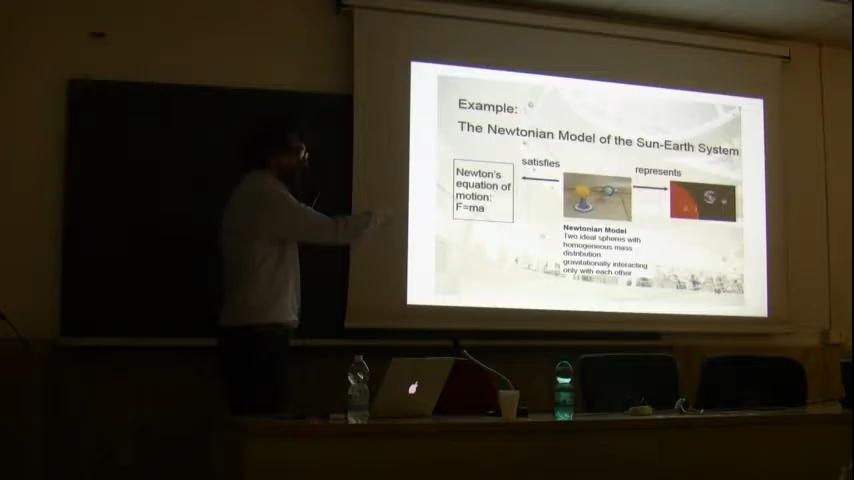 Example:
The Newtonian Model of the Sun-Earth System
satisfies
represents
Newton's
equation of
motion:
F=ma
Newtonian Model
Two ideal spheres with
homogeneous mass
distribution
gravitationally interacting
only with each other